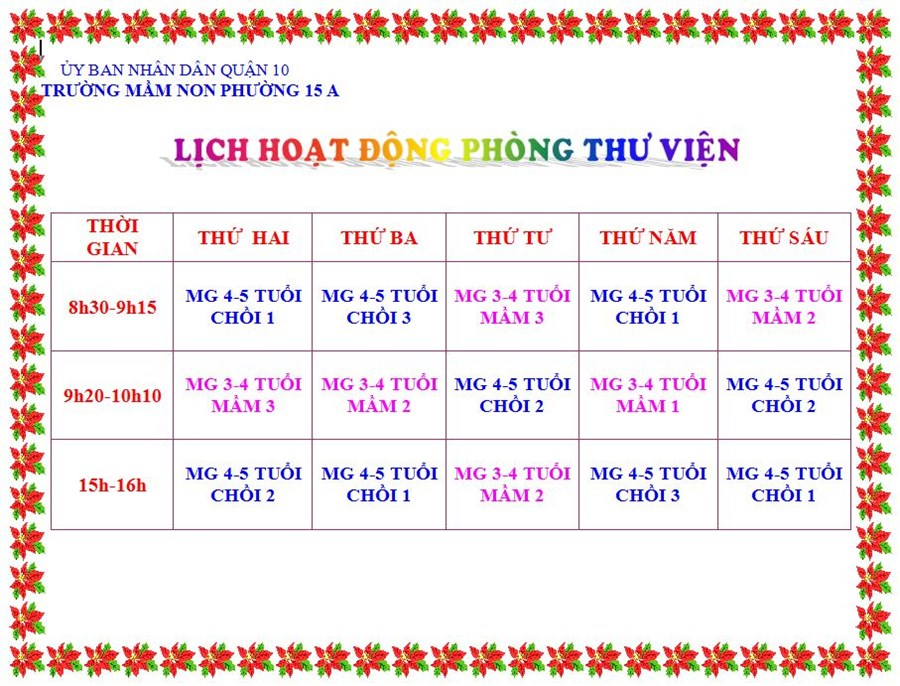 ỦY BAN NHÂN DÂN QUẬN 10
TRƯỜNG MẦM NON PHƯỜNG 15 A
LỊCH HOẠT ĐỘNG PHÒNG THƯ VIỆN
THỜI GIAN THỨ HAI THỨ BA THỨ TƯ THỨ NĂM THỨ SÁU
8h30-9h15 MG 4-5 TUỔI CHỒI 1 MG 4-5 TUỔI CHỒI 3 MG 3-4 TUỔI MẦM 3 MG 4-5 TUỔI CHỒI 1 MG 3-4 TUỔI MẦM 2
9h20-10h10 MG 3-4 TUỔI MẦM 3 MG 3-4 TUỔI MẦM 2 MG 4-5 TUỔI CHỒI 2 MG 3-4 TUỔI MẦM 1 MG 4-5 TUỔI CHỒI 2
15h-16h MG 4-5 TUỔI CHỒI 2 MG 4-5 TUỔI CHỒI 1 MG 3-4 TUỔI MẦM 2 MG 4-5 TUỔI CHỒI 3 MG 4-5 TUỔI CHỒI 1